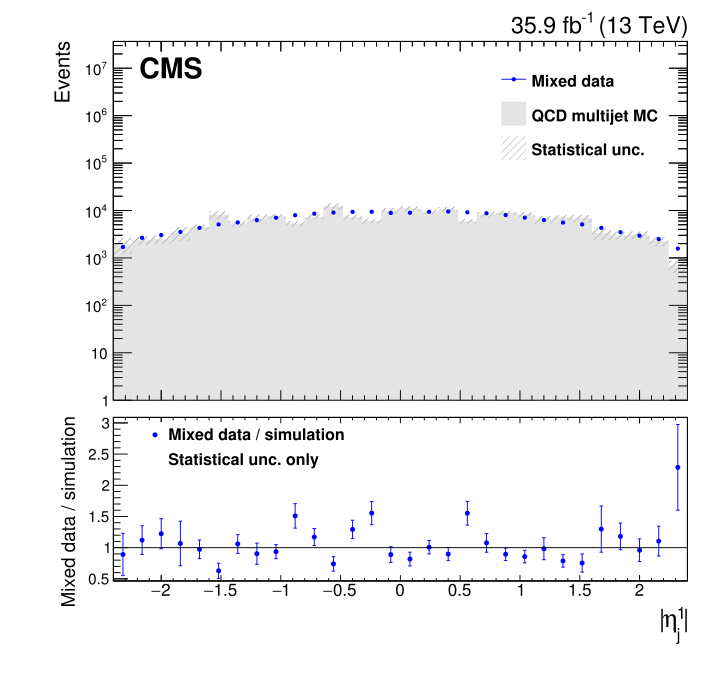 35.9 fb⁻¹ (13 TeV)
Events
CMS
Mixed data
QCD multijet MC
Statistical unc.
10⁷
10⁶
10⁵
10⁴
10³
10²
10
1
Mixed data / simulation
Mixed data / simulation
Statistical unc. only
3
2.5
2
1.5
1
0.5
−2 −1.5 −1 −0.5 0 0.5 1 1.5 2
|η_j^1|